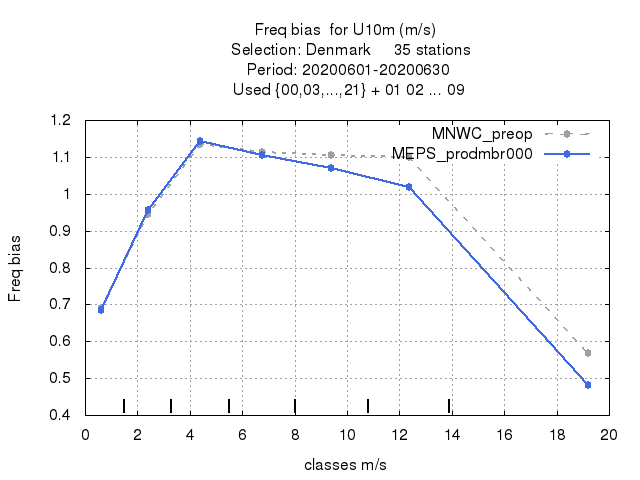 Freq bias  for U10m (m/s)
Selection: Denmark     35 stations
Period: 20200601-20200630
Used {00,03,...,21} + 01 02 ... 09
MNWC_preop
MEPS_prodmbr000
1.2
1.1
1
0.9
0.8
0.7
0.6
0.5
0.4
Freq bias
0 2 4 6 8 10 12 14 16 18 20
classes m/s